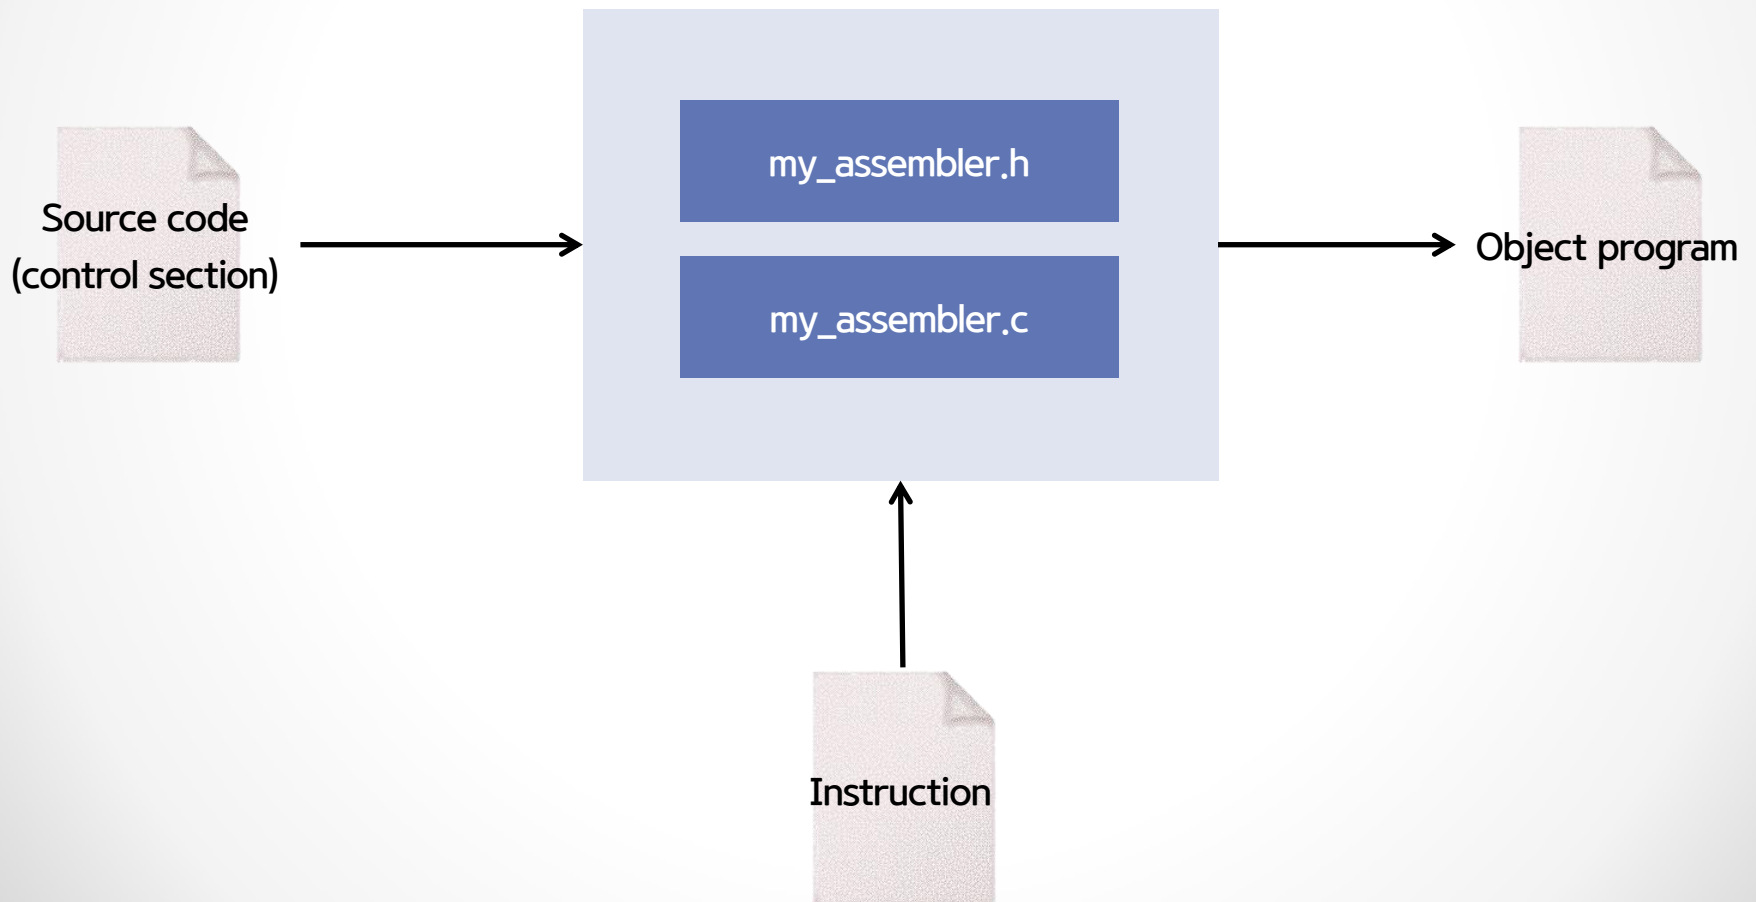 my_assembler.h
Source code
(control section)
Object program
my_assembler.c
Instruction